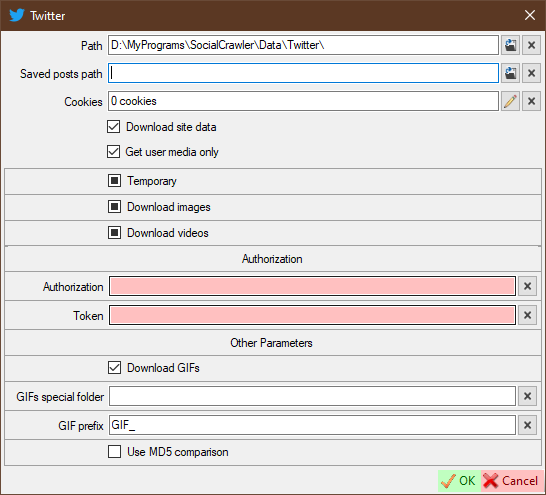 Twitter
Path D:\MyPrograms\SocialCrawler\Data\Twitter\
Saved posts path
Cookies 0 cookies
Download site data
Get user media only
Temporary
Download images
Download videos
Authorization
Authorization
Token
Other Parameters
Download GIFs
GIFs special folder
GIF prefix GIF_
Use MD5 comparison
OK Cancel